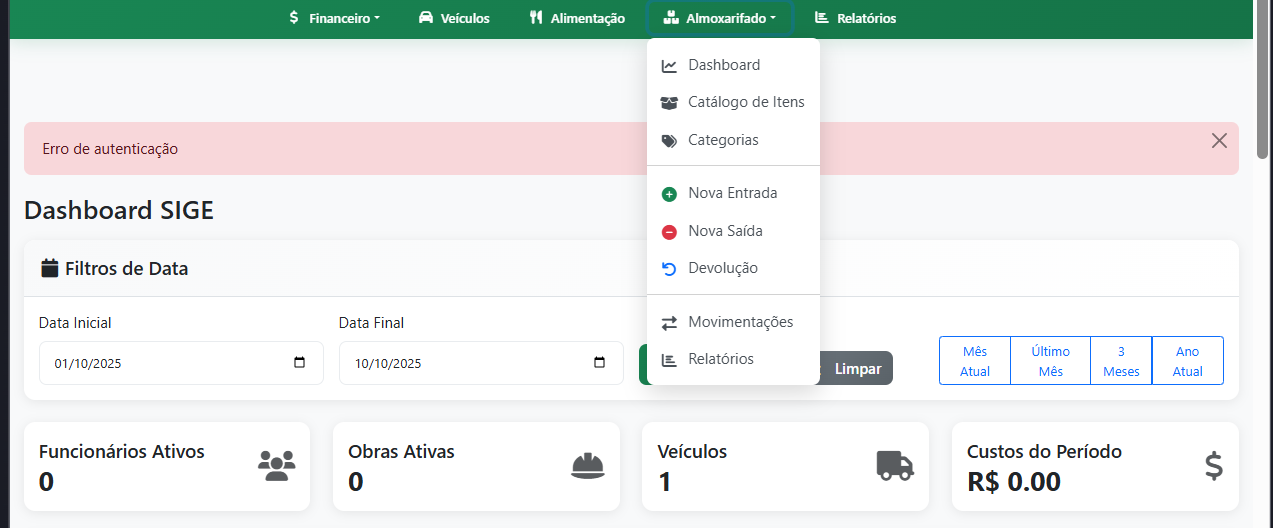 Financeiro
Veículos
Alimentação
Almoxarifado
Relatórios
Dashboard
Catálogo de Itens
Categorias
Nova Entrada
Nova Saída
Devolução
Movimentações
Relatórios
Erro de autenticação
Dashboard SIGE
Filtros de Data
Data Inicial
Data Final
01/10/2025
10/10/2025
Limpar
Mês
Atual
Último
Mês
3
Meses
Ano
Atual
Funcionários Ativos
0
Obras Ativas
0
Veículos
1
Custos do Período
R$ 0.00